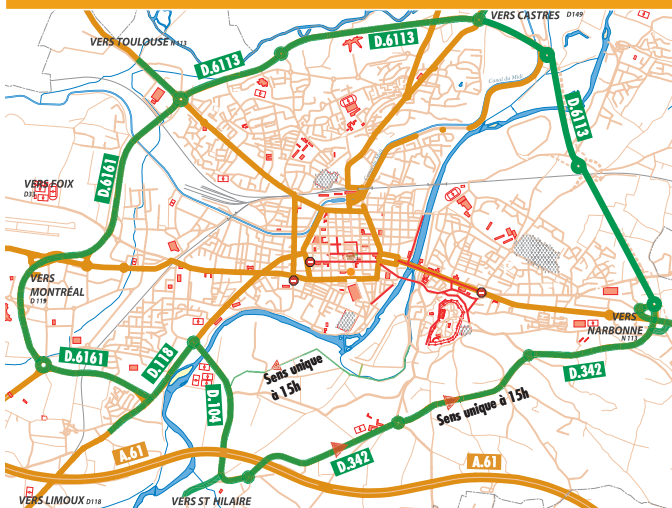 VERS CASTRES D149
VERS TOULOUSE N113
D.6113
D.6113
D.6113
Canal du Midi
D.6161
VERS FOIX
D33
VERS
MONTRÉAL
D119
VERS
NARBONNE
N113
D.6161
D.118
D.104
Sens unique
à 15h
D.342
Sens unique à 15h
D.342
A.61
A.61
VERS LIMOUX D118
VERS ST HILAIRE